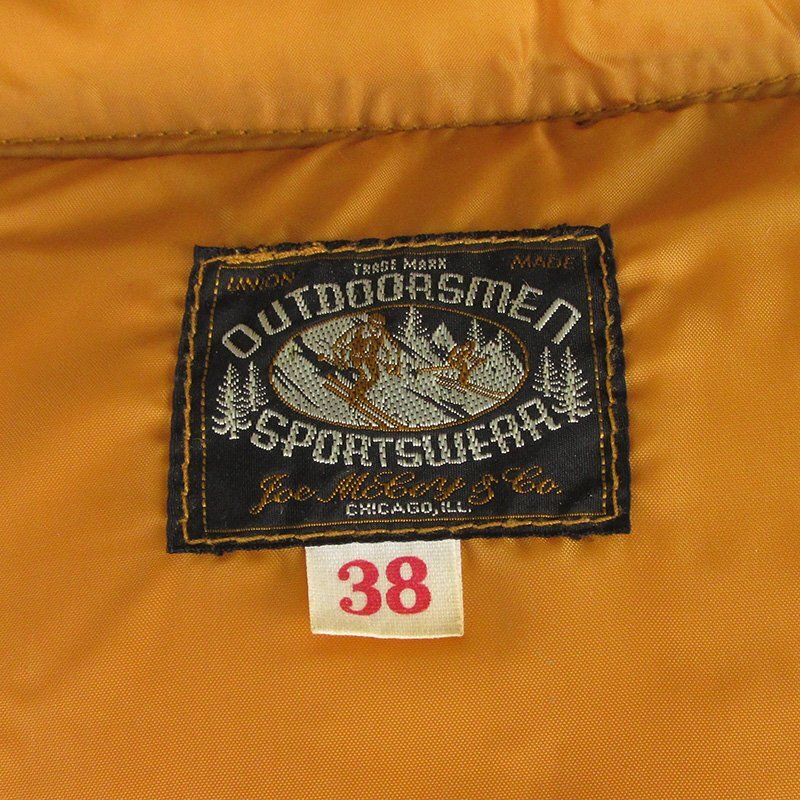 TRADE MARK
UNION MADE
OUTDOORSMEN
SPORTSWEAR
Joe McCoy & Co.
CHICAGO, ILL.
38